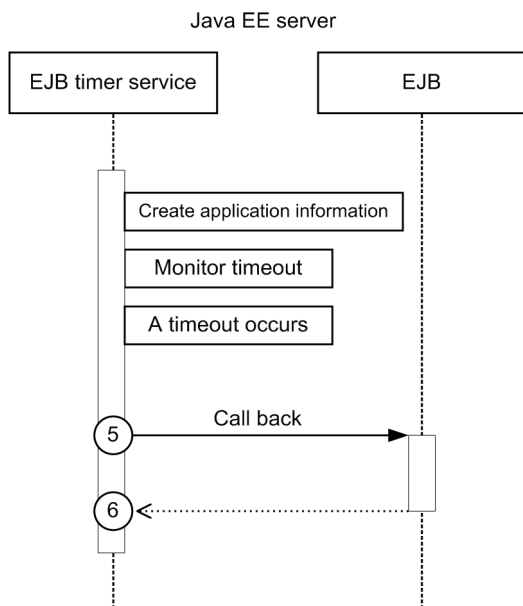 Java EE server
EJB timer service
EJB
Create application information
Monitor timeout
A timeout occurs
5
Call back
6